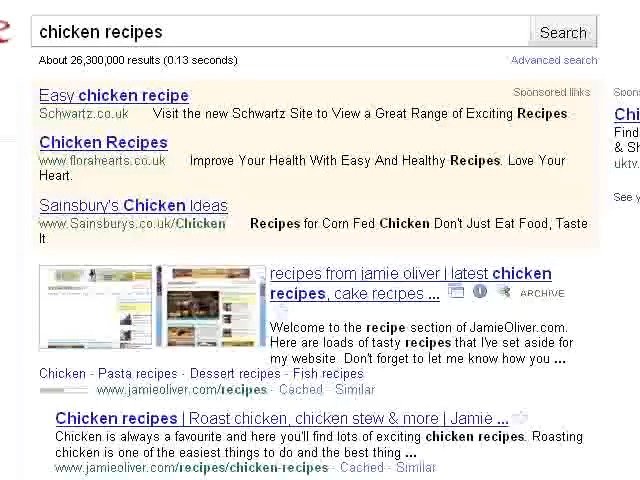 chicken recipes
Search
About 26,300,000 results (0.13 seconds)
Advanced search
Easy chicken recipe
Sponsored links
Schwartz.co.uk Visit the new Schwartz Site to View a Great Range of Exciting Recipes.
Chicken Recipes
www.florahearts.co.uk Improve Your Health With Easy And Healthy Recipes. Love Your
Heart.
Sainsbury's Chicken Ideas
www.Sainsburys.co.uk/Chicken Recipes for Corn Fed Chicken Don't Just Eat Food, Taste
It
recipes from jamie oliver | latest chicken
recipes, cake recipes ... ARCHIVE
Welcome to the recipe section of JamieOliver.com.
Here are loads of tasty recipes that I've set aside for
my website. Don't forget to let me know how you ...
Chicken - Pasta recipes - Dessert recipes - Fish recipes
www.jamieoliver.com/recipes - Cached - Similar
Chicken recipes | Roast chicken, chicken stew & more | Jamie ...
Chicken is always a favourite and here you'll find lots of exciting chicken recipes. Roasting
chicken is one of the easiest things to do and the best thing ...
www.jamieoliver.com/recipes/chicken-recipes - Cached - Similar
Spons
Chi
Find
& Sh
uktv.
See y